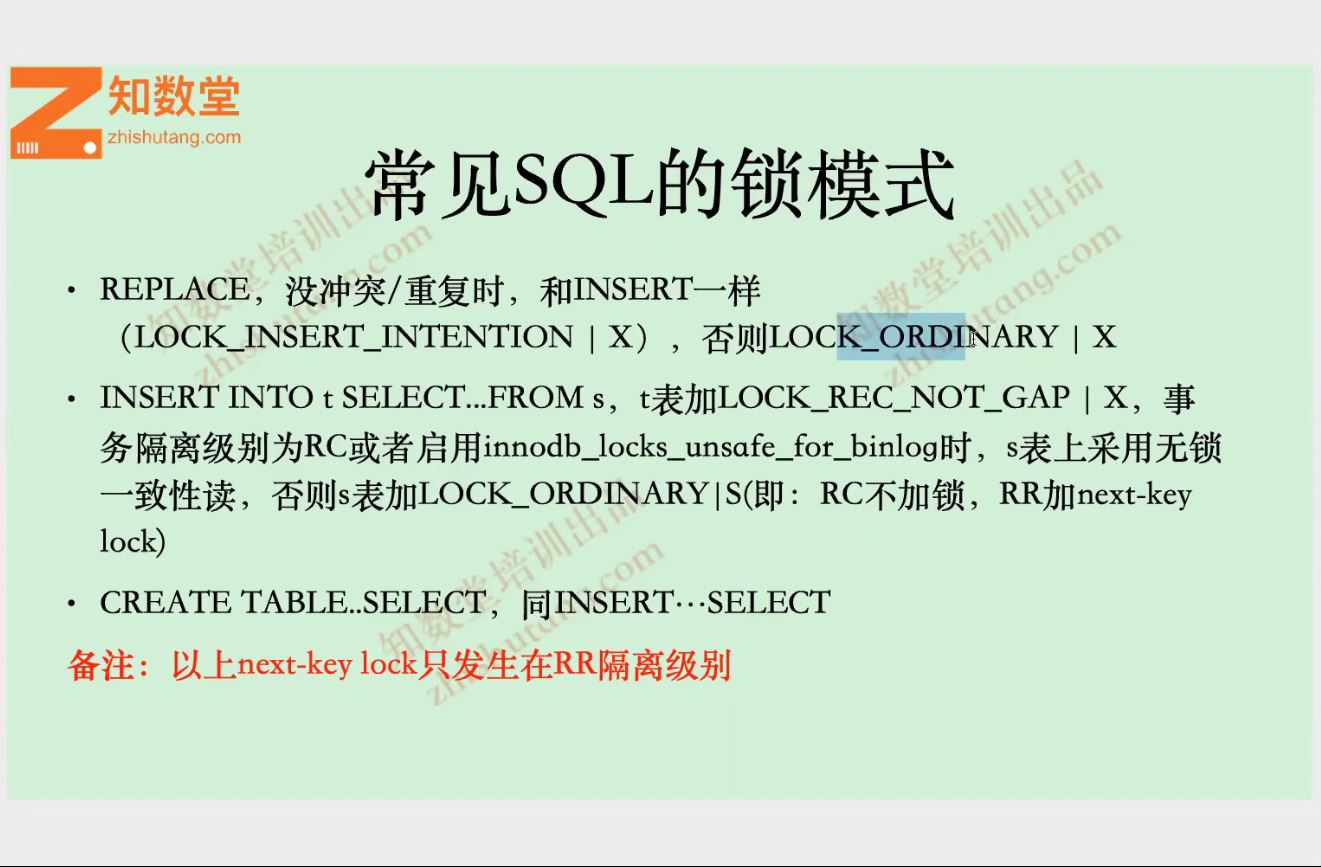 知数堂
zhishutang.com
常见SQL的锁模式
• REPLACE，没冲突/重复时，和INSERT一样
（LOCK_INSERT_INTENTION | X），否则LOCK_ORDINARY | X
• INSERT INTO t SELECT...FROM s，t表加LOCK_REC_NOT_GAP | X，事
务隔离级别为RC或者启用innodb_locks_unsafe_for_binlog时，s表上采用无锁
一致性读，否则s表加LOCK_ORDINARY|S(即：RC不加锁，RR加next-key
lock)
• CREATE TABLE..SELECT，同INSERT…SELECT
备注：以上next-key lock只发生在RR隔离级别
知数堂培训出品
zhishutang.com
知数堂培训出品
zhishutang.com
知数堂培训出品
zhishutang.com